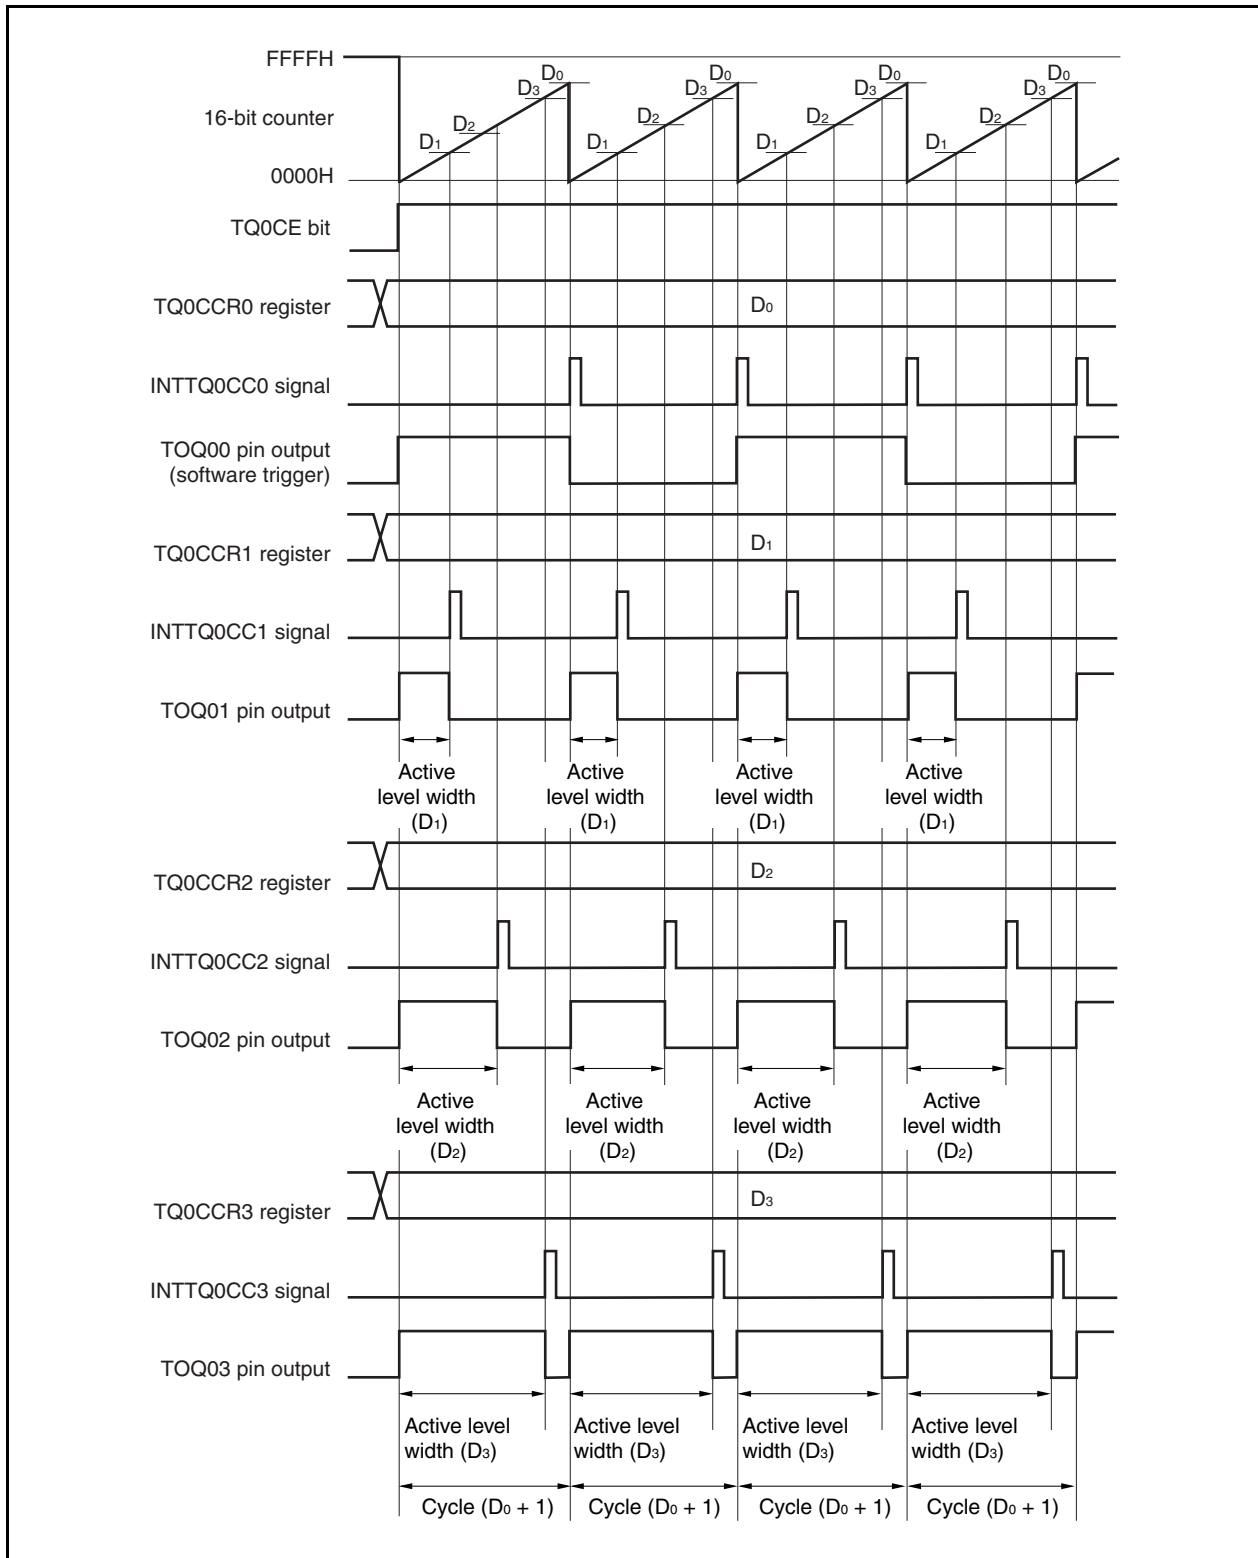 FFFFH
D0 D0 D0 D0
D3 D3 D3 D3
16-bit counter
D2 D2 D2 D2
D1 D1 D1 D1
0000H
TQ0CE bit
TQ0CCR0 register
D0
INTTQ0CC0 signal
TOQ00 pin output
(software trigger)
TQ0CCR1 register
D1
INTTQ0CC1 signal
TOQ01 pin output
Active Active Active Active
level width level width level width level width
(D1) (D1) (D1) (D1)
TQ0CCR2 register
D2
INTTQ0CC2 signal
TOQ02 pin output
Active Active Active Active
level width level width level width level width
(D2) (D2) (D2) (D2)
TQ0CCR3 register
D3
INTTQ0CC3 signal
TOQ03 pin output
Active level Active level Active level Active level
width (D3) width (D3) width (D3) width (D3)
Cycle (D0 + 1) Cycle (D0 + 1) Cycle (D0 + 1) Cycle (D0 + 1)